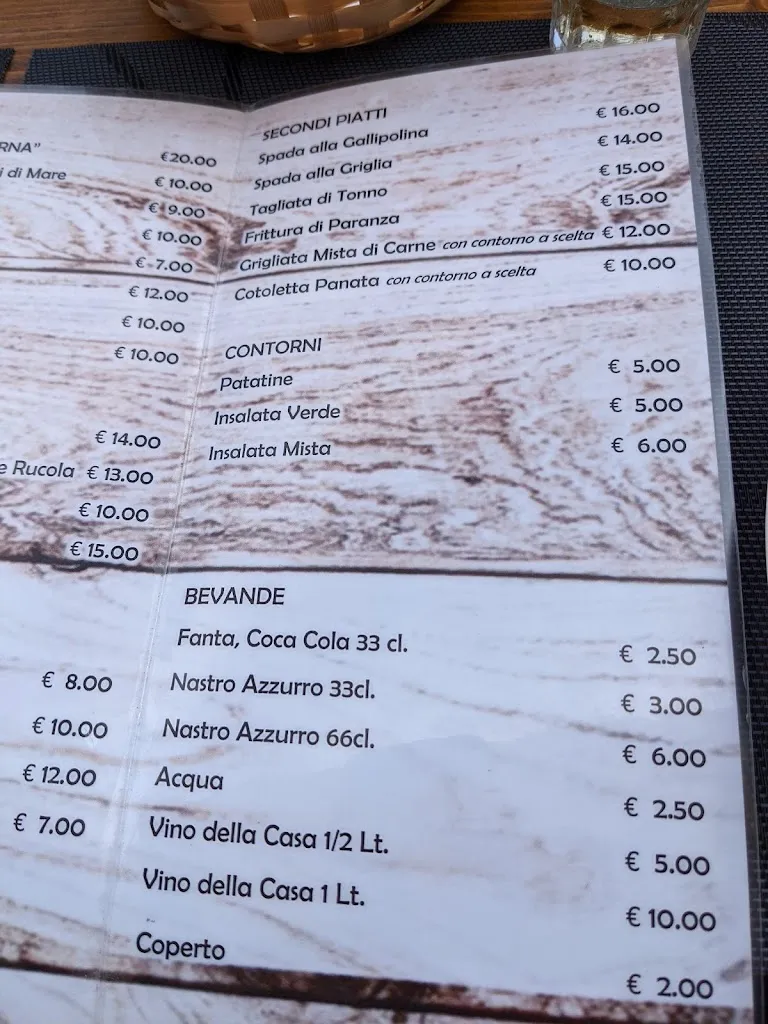 RNA" €20.00
i di Mare € 10.00
€ 9.00
€ 10.00
€ 7.00
€ 12.00
€ 10.00
€ 10.00
€ 14.00
e Rucola € 13.00
€ 10.00
€ 15.00
€ 8.00
€ 10.00
€ 12.00
€ 7.00
SECONDI PIATTI
Spada alla Gallipolina € 16.00
Spada alla Griglia € 14.00
Tagliata di Tonno € 15.00
Frittura di Paranza € 15.00
Grigliata Mista di Carne con contorno a scelta € 12.00
Cotoletta Panata con contorno a scelta € 10.00
CONTORNI
Patatine € 5.00
Insalata Verde € 5.00
Insalata Mista € 6.00
BEVANDE
Fanta, Coca Cola 33 cl. € 2.50
Nastro Azzurro 33cl. € 3.00
Nastro Azzurro 66cl. € 6.00
Acqua € 2.50
Vino della Casa 1/2 Lt. € 5.00
Vino della Casa 1 Lt. € 10.00
Coperto € 2.00